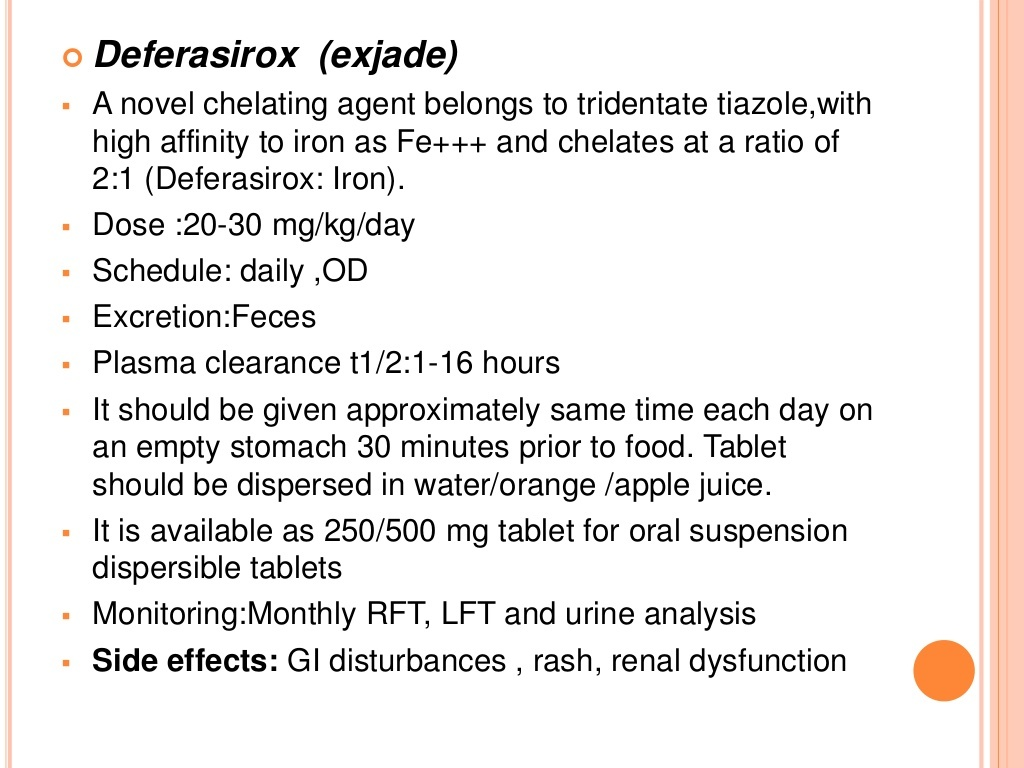 Deferasirox (exjade)
A novel chelating agent belongs to tridentate tiazole,with
high affinity to iron as Fe+++ and chelates at a ratio of
2:1 (Deferasirox: Iron).
Dose :20-30 mg/kg/day
Schedule: daily ,OD
Excretion:Feces
Plasma clearance t1/2:1-16 hours
It should be given approximately same time each day on
an empty stomach 30 minutes prior to food. Tablet
should be dispersed in water/orange /apple juice.
It is available as 250/500 mg tablet for oral suspension
dispersible tablets
Monitoring:Monthly RFT, LFT and urine analysis
Side effects: GI disturbances , rash, renal dysfunction